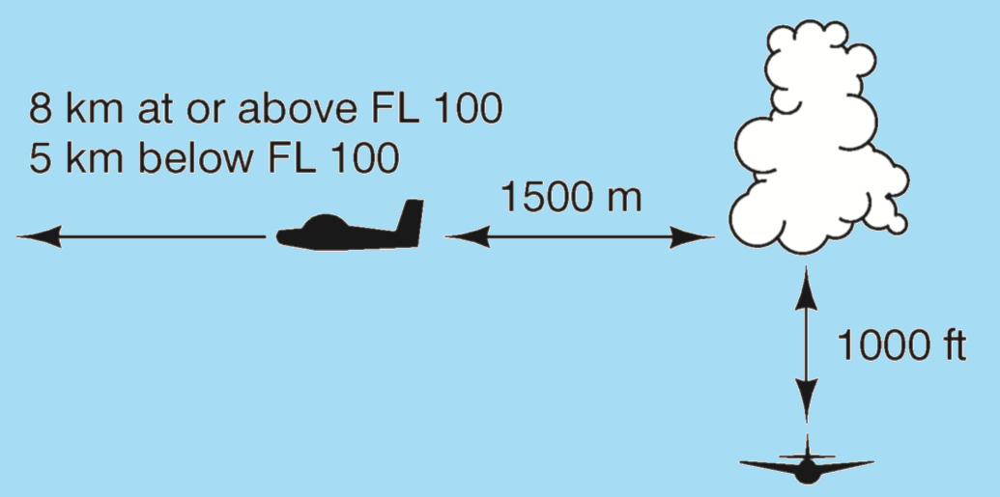 8 km at or above FL 100
5 km below FL 100
1500 m
1000 ft